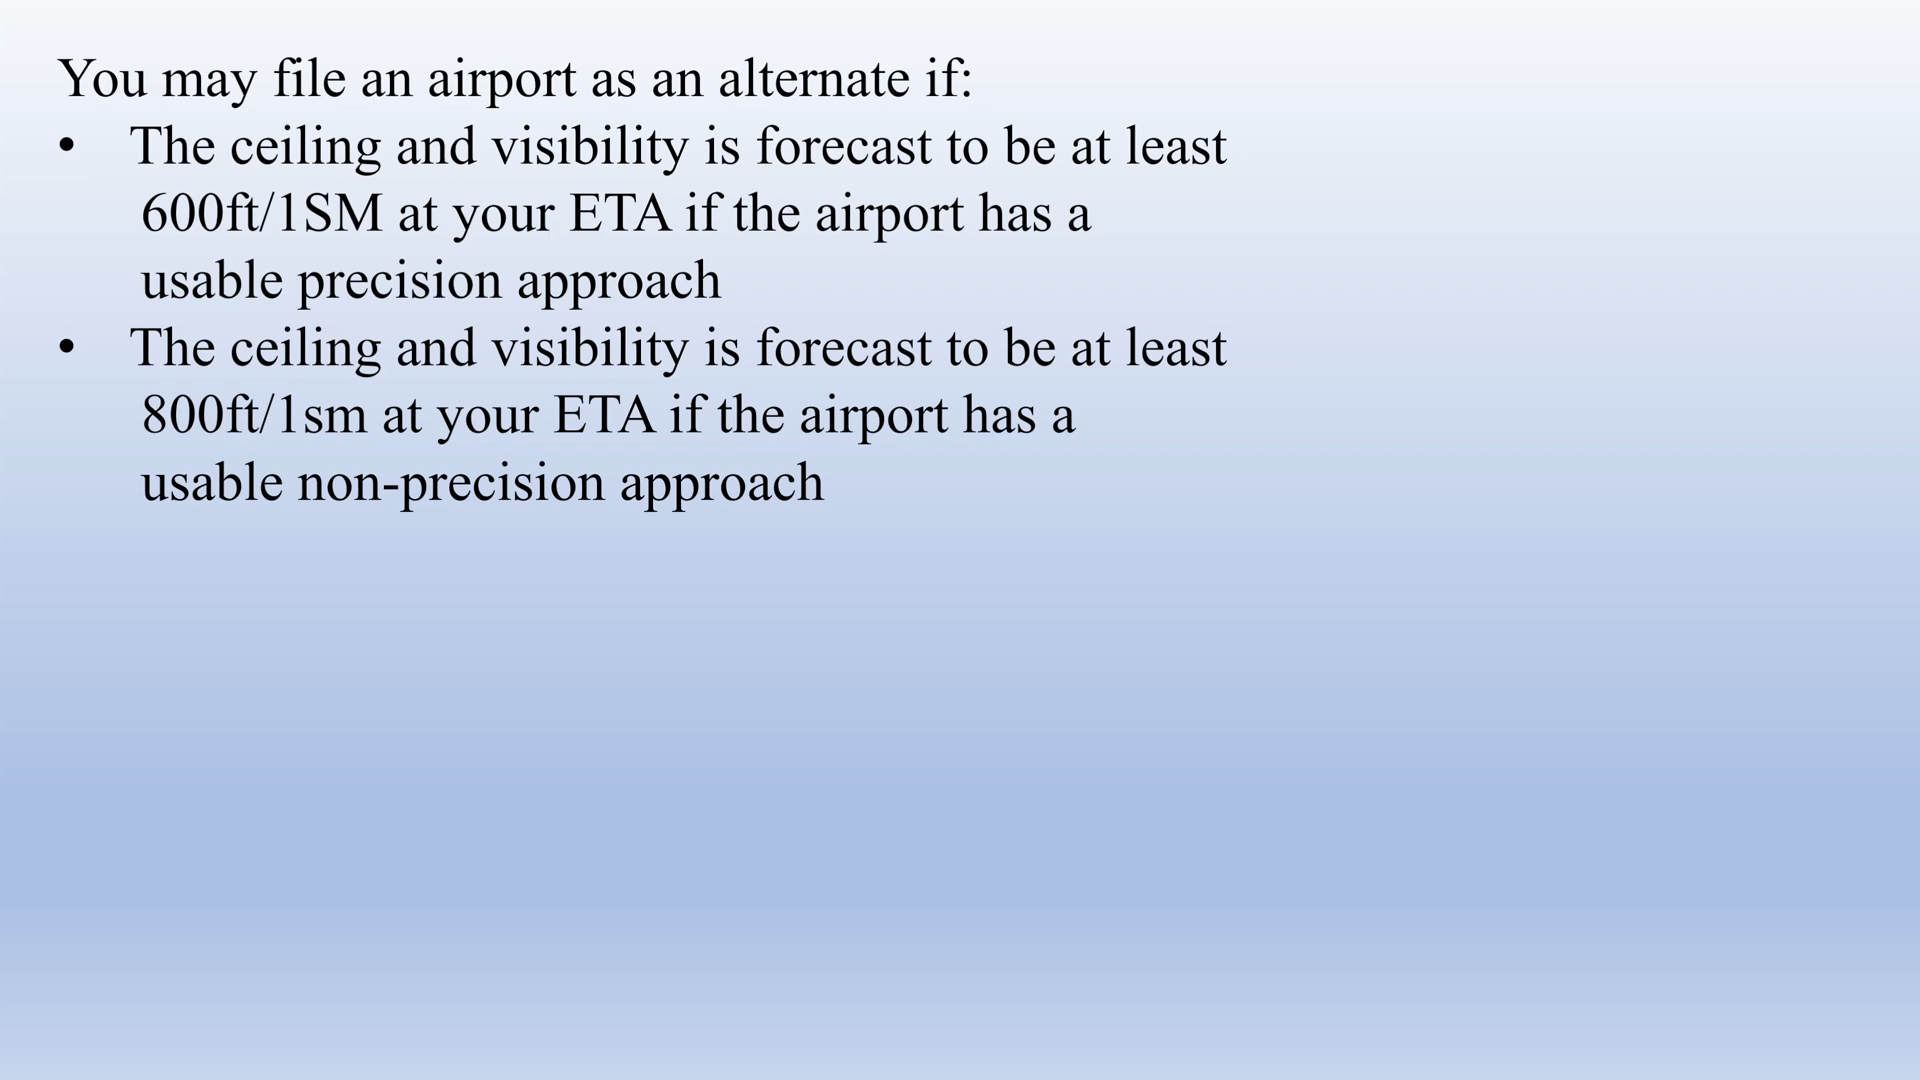 You may file an airport as an alternate if:
• The ceiling and visibility is forecast to be at least
600ft/1SM at your ETA if the airport has a
usable precision approach
• The ceiling and visibility is forecast to be at least
800ft/1sm at your ETA if the airport has a
usable non-precision approach